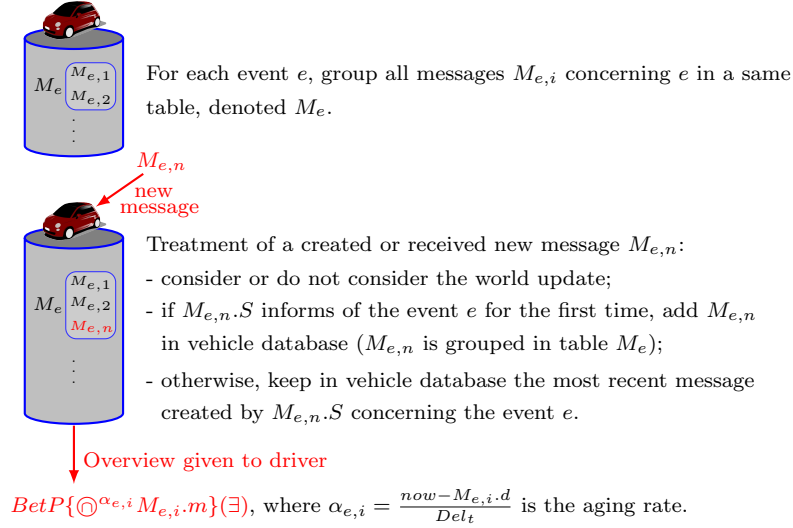 M_e
M_{e,1}
M_{e,2}
.
.
.
For each event e, group all messages M_{e,i} concerning e in a same
table, denoted M_e.
M_{e,n}
new
message
M_e
M_{e,1}
M_{e,2}
M_{e,n}
.
.
.
Treatment of a created or received new message M_{e,n}:
- consider or do not consider the world update;
- if M_{e,n}.S informs of the event e for the first time, add M_{e,n}
in vehicle database (M_{e,n} is grouped in table M_e);
- otherwise, keep in vehicle database the most recent message
created by M_{e,n}.S concerning the event e.
Overview given to driver
BetP{⓵^{α_{e,i}} M_{e,i}.m}(∃), where α_{e,i} = \frac{now−M_{e,i}.d}{Del_t} is the aging rate.